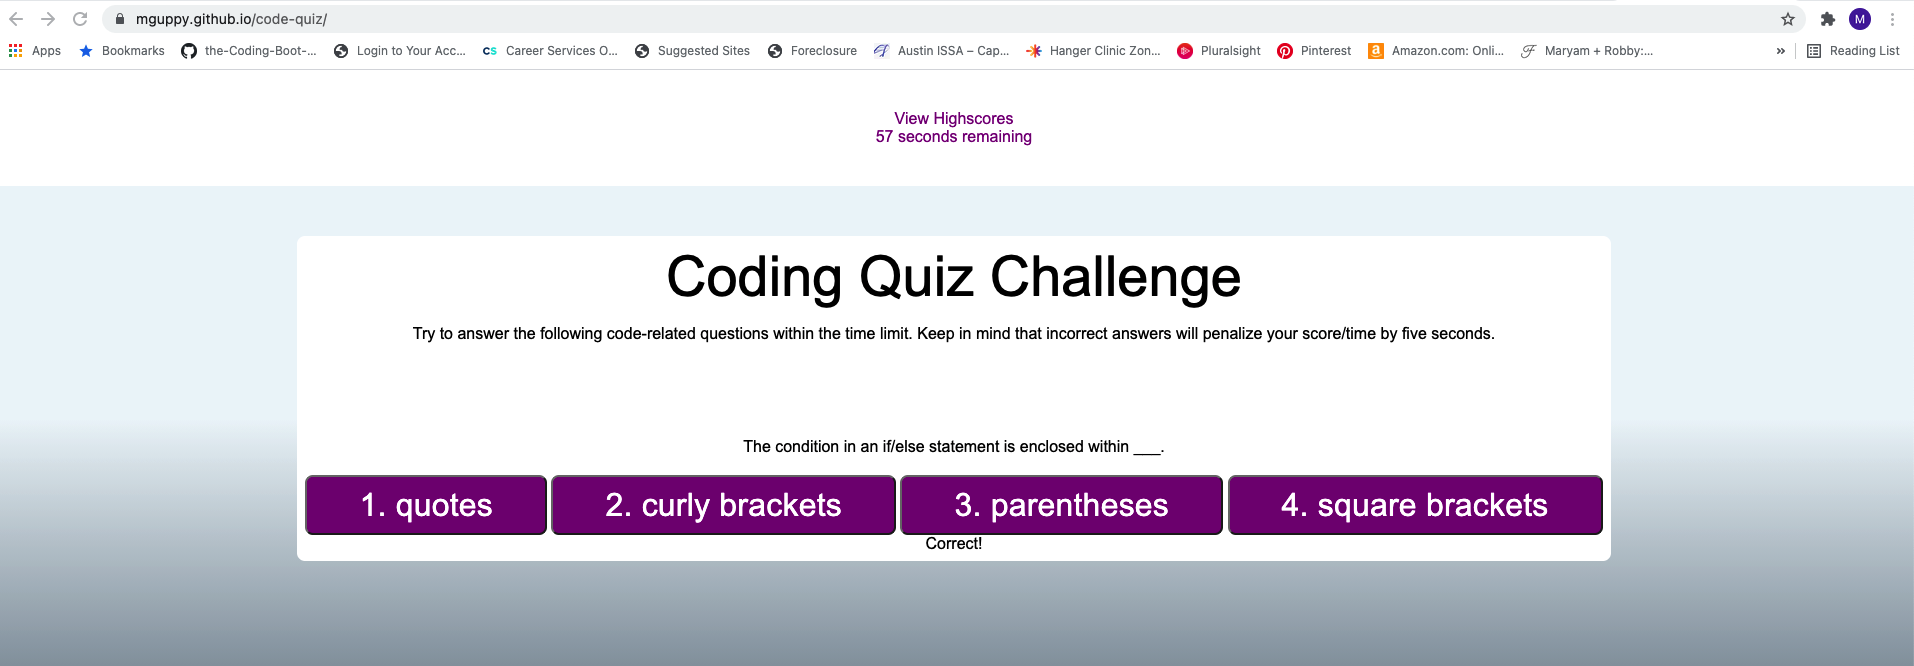 mguppy.github.io/code-quiz/
M
Apps Bookmarks the-Coding-Boot-... Login to Your Acc... CS Career Services O... Suggested Sites Foreclosure Austin ISSA – Cap... Hanger Clinic Zon... Pluralsight Pinterest a Amazon.com: Onli... Maryam + Robby:... » Reading List
View Highscores
57 seconds remaining
Coding Quiz Challenge
Try to answer the following code-related questions within the time limit. Keep in mind that incorrect answers will penalize your score/time by five seconds.
The condition in an if/else statement is enclosed within ___.
1. quotes 2. curly brackets 3. parentheses 4. square brackets
Correct!